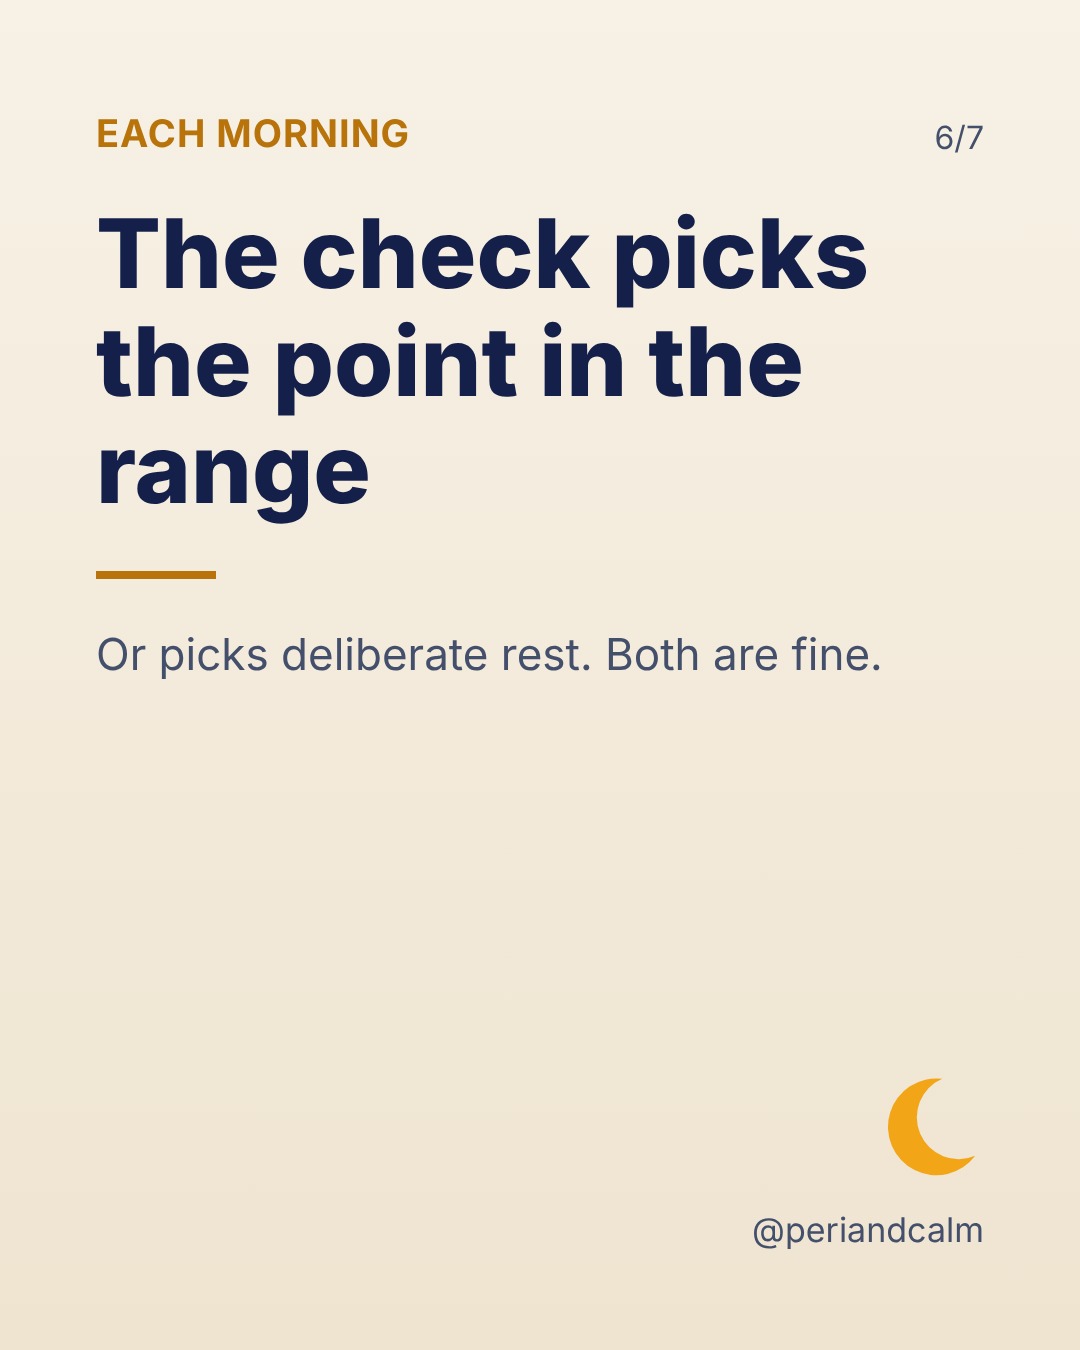 EACH MORNING
6/7
The check picks
the point in the
range
Or picks deliberate rest. Both are fine.
@periandcalm